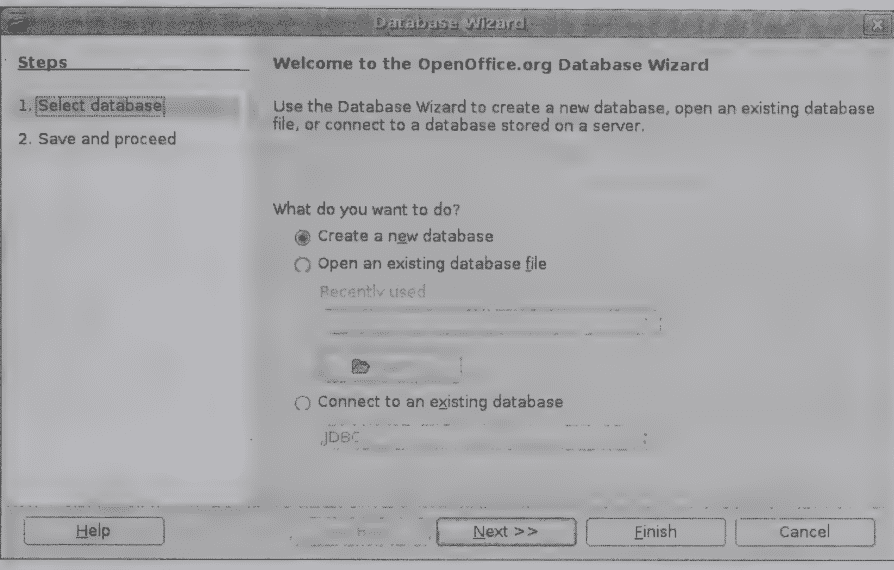 Database Wizard
Steps
1. Select database
2. Save and proceed
Welcome to the OpenOffice.org Database Wizard
Use the Database Wizard to create a new database, open an existing database
file, or connect to a database stored on a server.
What do you want to do?
Create a new database
Open an existing database file
Recently used
Connect to an existing database
JDBC
Help
Next >>
Finish
Cancel